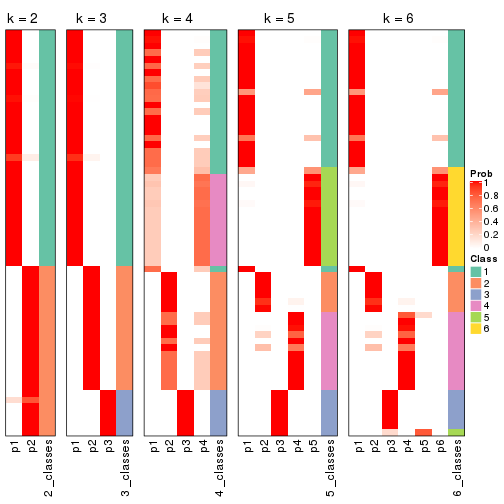 k = 2
k = 3
k = 4
k = 5
k = 6
p1
p2
2_classes
p1
p2
p3
3_classes
p1
p2
p3
p4
4_classes
p1
p2
p3
p4
p5
5_classes
p1
p2
p3
p4
p5
p6
6_classes
Prob
1
0.8
0.6
0.4
0.2
0
Class
1
2
3
4
5
6